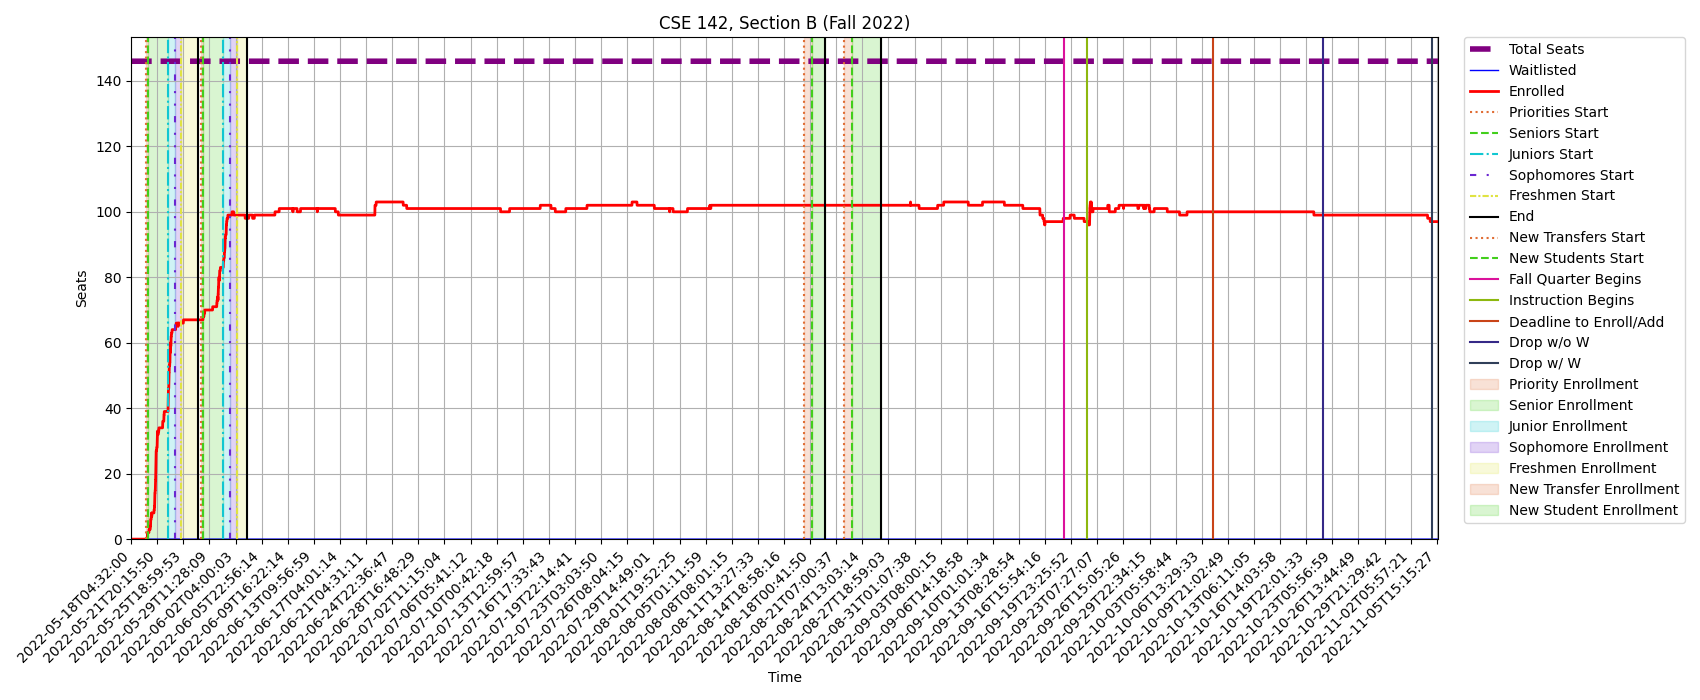 CSE 142, Section B (Fall 2022)
Seats
140
120
100
80
60
40
20
0
2022-05-18T04:32:00
2022-05-21T20:15:50
2022-05-25T18:59:53
2022-05-29T11:28:09
2022-06-02T04:00:03
2022-06-05T22:56:14
2022-06-09T16:22:14
2022-06-13T09:56:59
2022-06-17T04:01:14
2022-06-21T04:31:11
2022-06-24T22:36:47
2022-06-28T16:48:29
2022-07-02T11:15:04
2022-07-06T05:41:12
2022-07-10T00:42:18
2022-07-13T12:59:57
2022-07-16T17:33:43
2022-07-19T22:14:41
2022-07-23T03:03:50
2022-07-26T08:04:15
2022-07-29T14:49:01
2022-08-01T19:52:25
2022-08-05T01:11:59
2022-08-08T08:01:15
2022-08-11T13:27:33
2022-08-14T18:58:16
2022-08-18T00:41:50
2022-08-21T07:00:37
2022-08-24T13:03:14
2022-08-27T18:59:03
2022-08-31T01:07:38
2022-09-03T08:00:15
2022-09-06T14:18:58
2022-09-10T01:01:34
2022-09-13T08:28:54
2022-09-16T15:54:16
2022-09-19T23:25:52
2022-09-23T07:27:07
2022-09-26T15:05:26
2022-09-29T22:34:15
2022-10-03T05:58:44
2022-10-06T13:29:33
2022-10-09T21:02:49
2022-10-13T06:11:05
2022-10-16T14:03:58
2022-10-19T22:01:33
2022-10-23T05:56:59
2022-10-26T13:44:49
2022-10-29T21:29:42
2022-11-02T05:57:21
2022-11-05T15:15:27
Time
Total Seats
Waitlisted
Enrolled
Priorities Start
Seniors Start
Juniors Start
Sophomores Start
Freshmen Start
End
New Transfers Start
New Students Start
Fall Quarter Begins
Instruction Begins
Deadline to Enroll/Add
Drop w/o W
Drop w/ W
Priority Enrollment
Senior Enrollment
Junior Enrollment
Sophomore Enrollment
Freshmen Enrollment
New Transfer Enrollment
New Student Enrollment